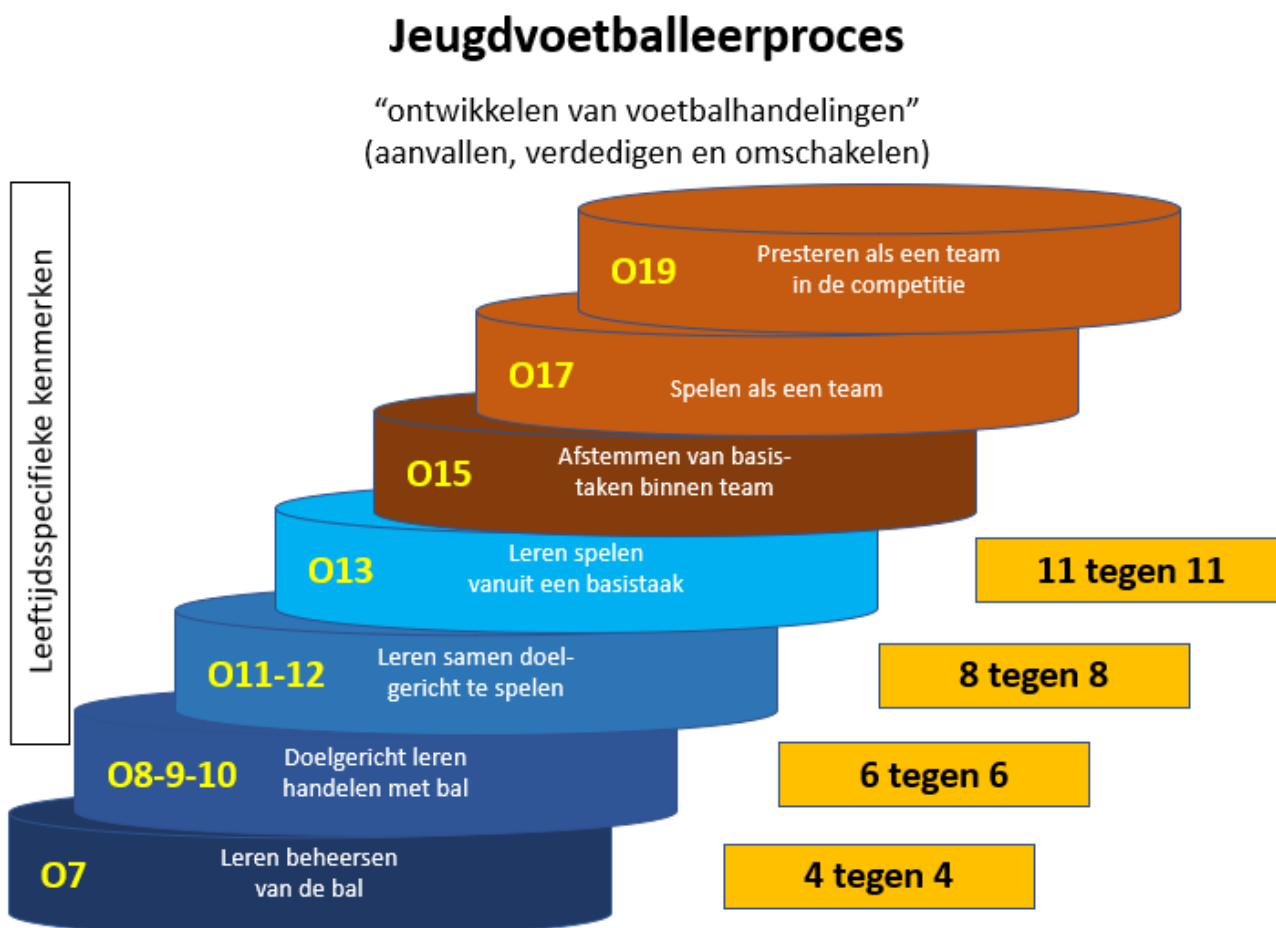 Jeugdvoetballeerproces
“ontwikkelen van voetbalhandelingen”
(aanvallen, verdedigen en omschakelen)
Leeftijdsspecifieke kenmerken
O19
Presteren als een team
in de competitie
O17
Spelen als een team
O15
Afstemmen van basis-
taken binnen team
O13
Leren spelen
vanuit een basistaak
11 tegen 11
O11-12
Leren samen doel-
gericht te spelen
8 tegen 8
O8-9-10
Doelgericht leren
handelen met bal
6 tegen 6
O7
Leren beheersen
van de bal
4 tegen 4